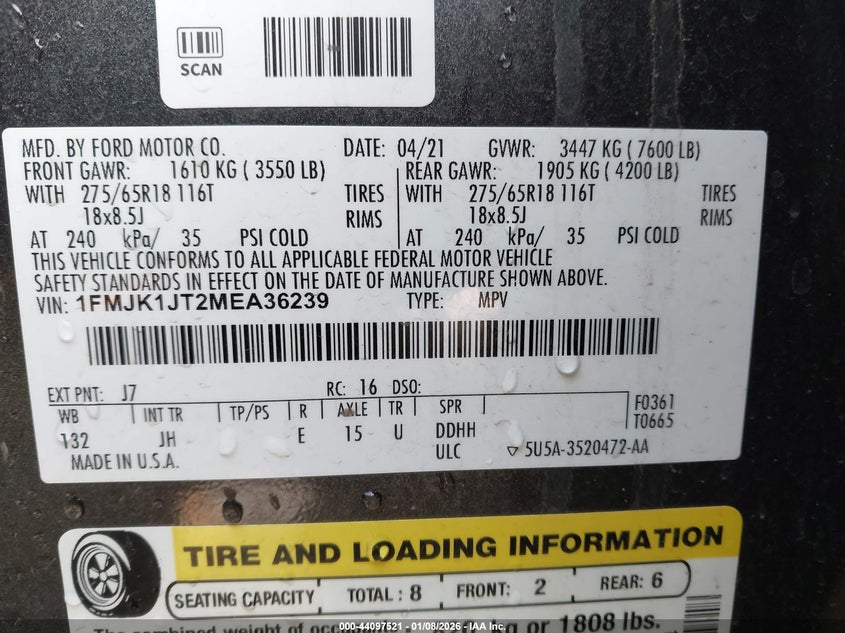 SCAN
MFD. BY FORD MOTOR CO. DATE: 04/21 GVWR: 3447 KG ( 7600 LB)
FRONT GAWR: 1610 KG ( 3550 LB) REAR GAWR: 1905 KG ( 4200 LB)
WITH 275/65R18 116T TIRES WITH 275/65R18 116T TIRES
18x8.5J RIMS 18x8.5J RIMS
AT 240 kPa/ 35 PSI COLD AT 240 kPa/ 35 PSI COLD
THIS VEHICLE CONFORMS TO ALL APPLICABLE FEDERAL MOTOR VEHICLE
SAFETY STANDARDS IN EFFECT ON THE DATE OF MANUFACTURE SHOWN ABOVE.
VIN: 1FMJK1JT2MEA36239 TYPE: MPV
EXT PNT: J7 RC: 16 DSO:
WB INT TR TP/PS R AXLE TR SPR F0361
T0665
132 JH E 15 U DDHH
ULC 5U5A-3520472-AA
MADE IN U.S.A.
TIRE AND LOADING INFORMATION
SEATING CAPACITY TOTAL : 8 FRONT: 2 REAR: 6
The combined weight of or 1808 lbs.
000-44097521 - 01/08/2026 - IAA Inc.